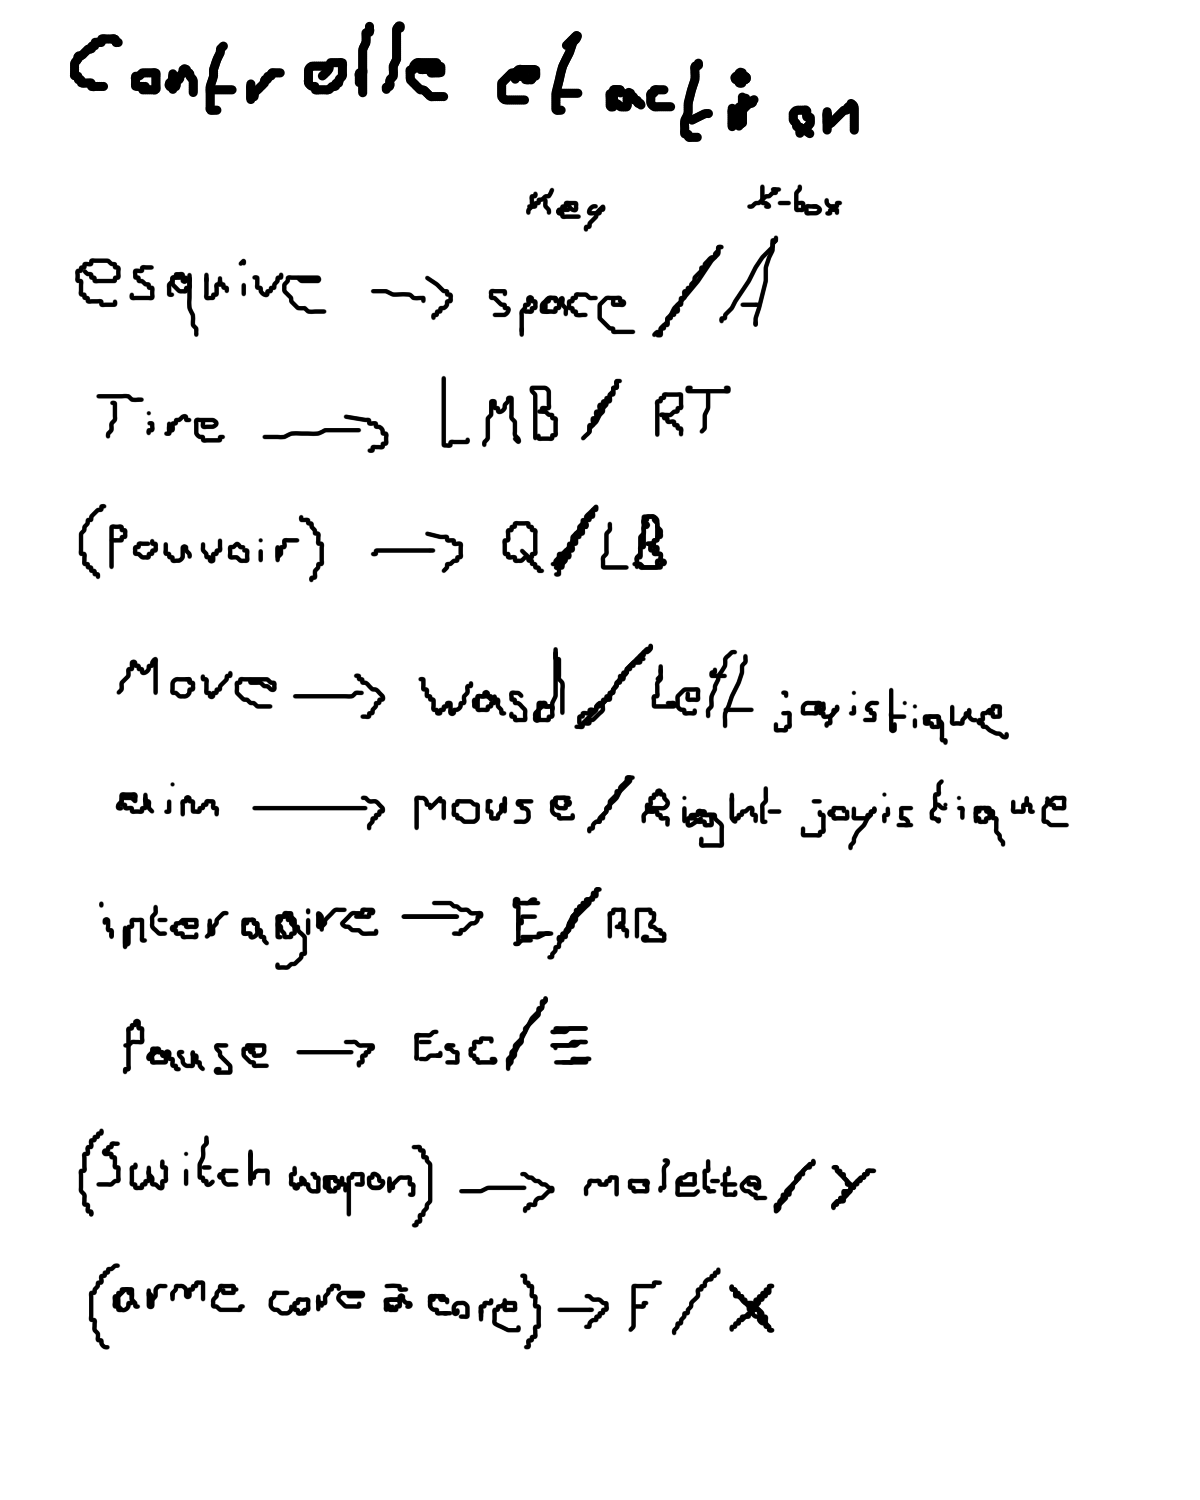 Controlle et action
Key X-box
esquive → space / A
Tire → LMB / RT
(Pouvoir) → Q / LB
Move → wasd / Left joyistique
aim → mouse / Right joyistique
interagire → E / RB
Pause → Esc / ☰
(Switch wapon) → molette / Y
(arme core a core) → F / X